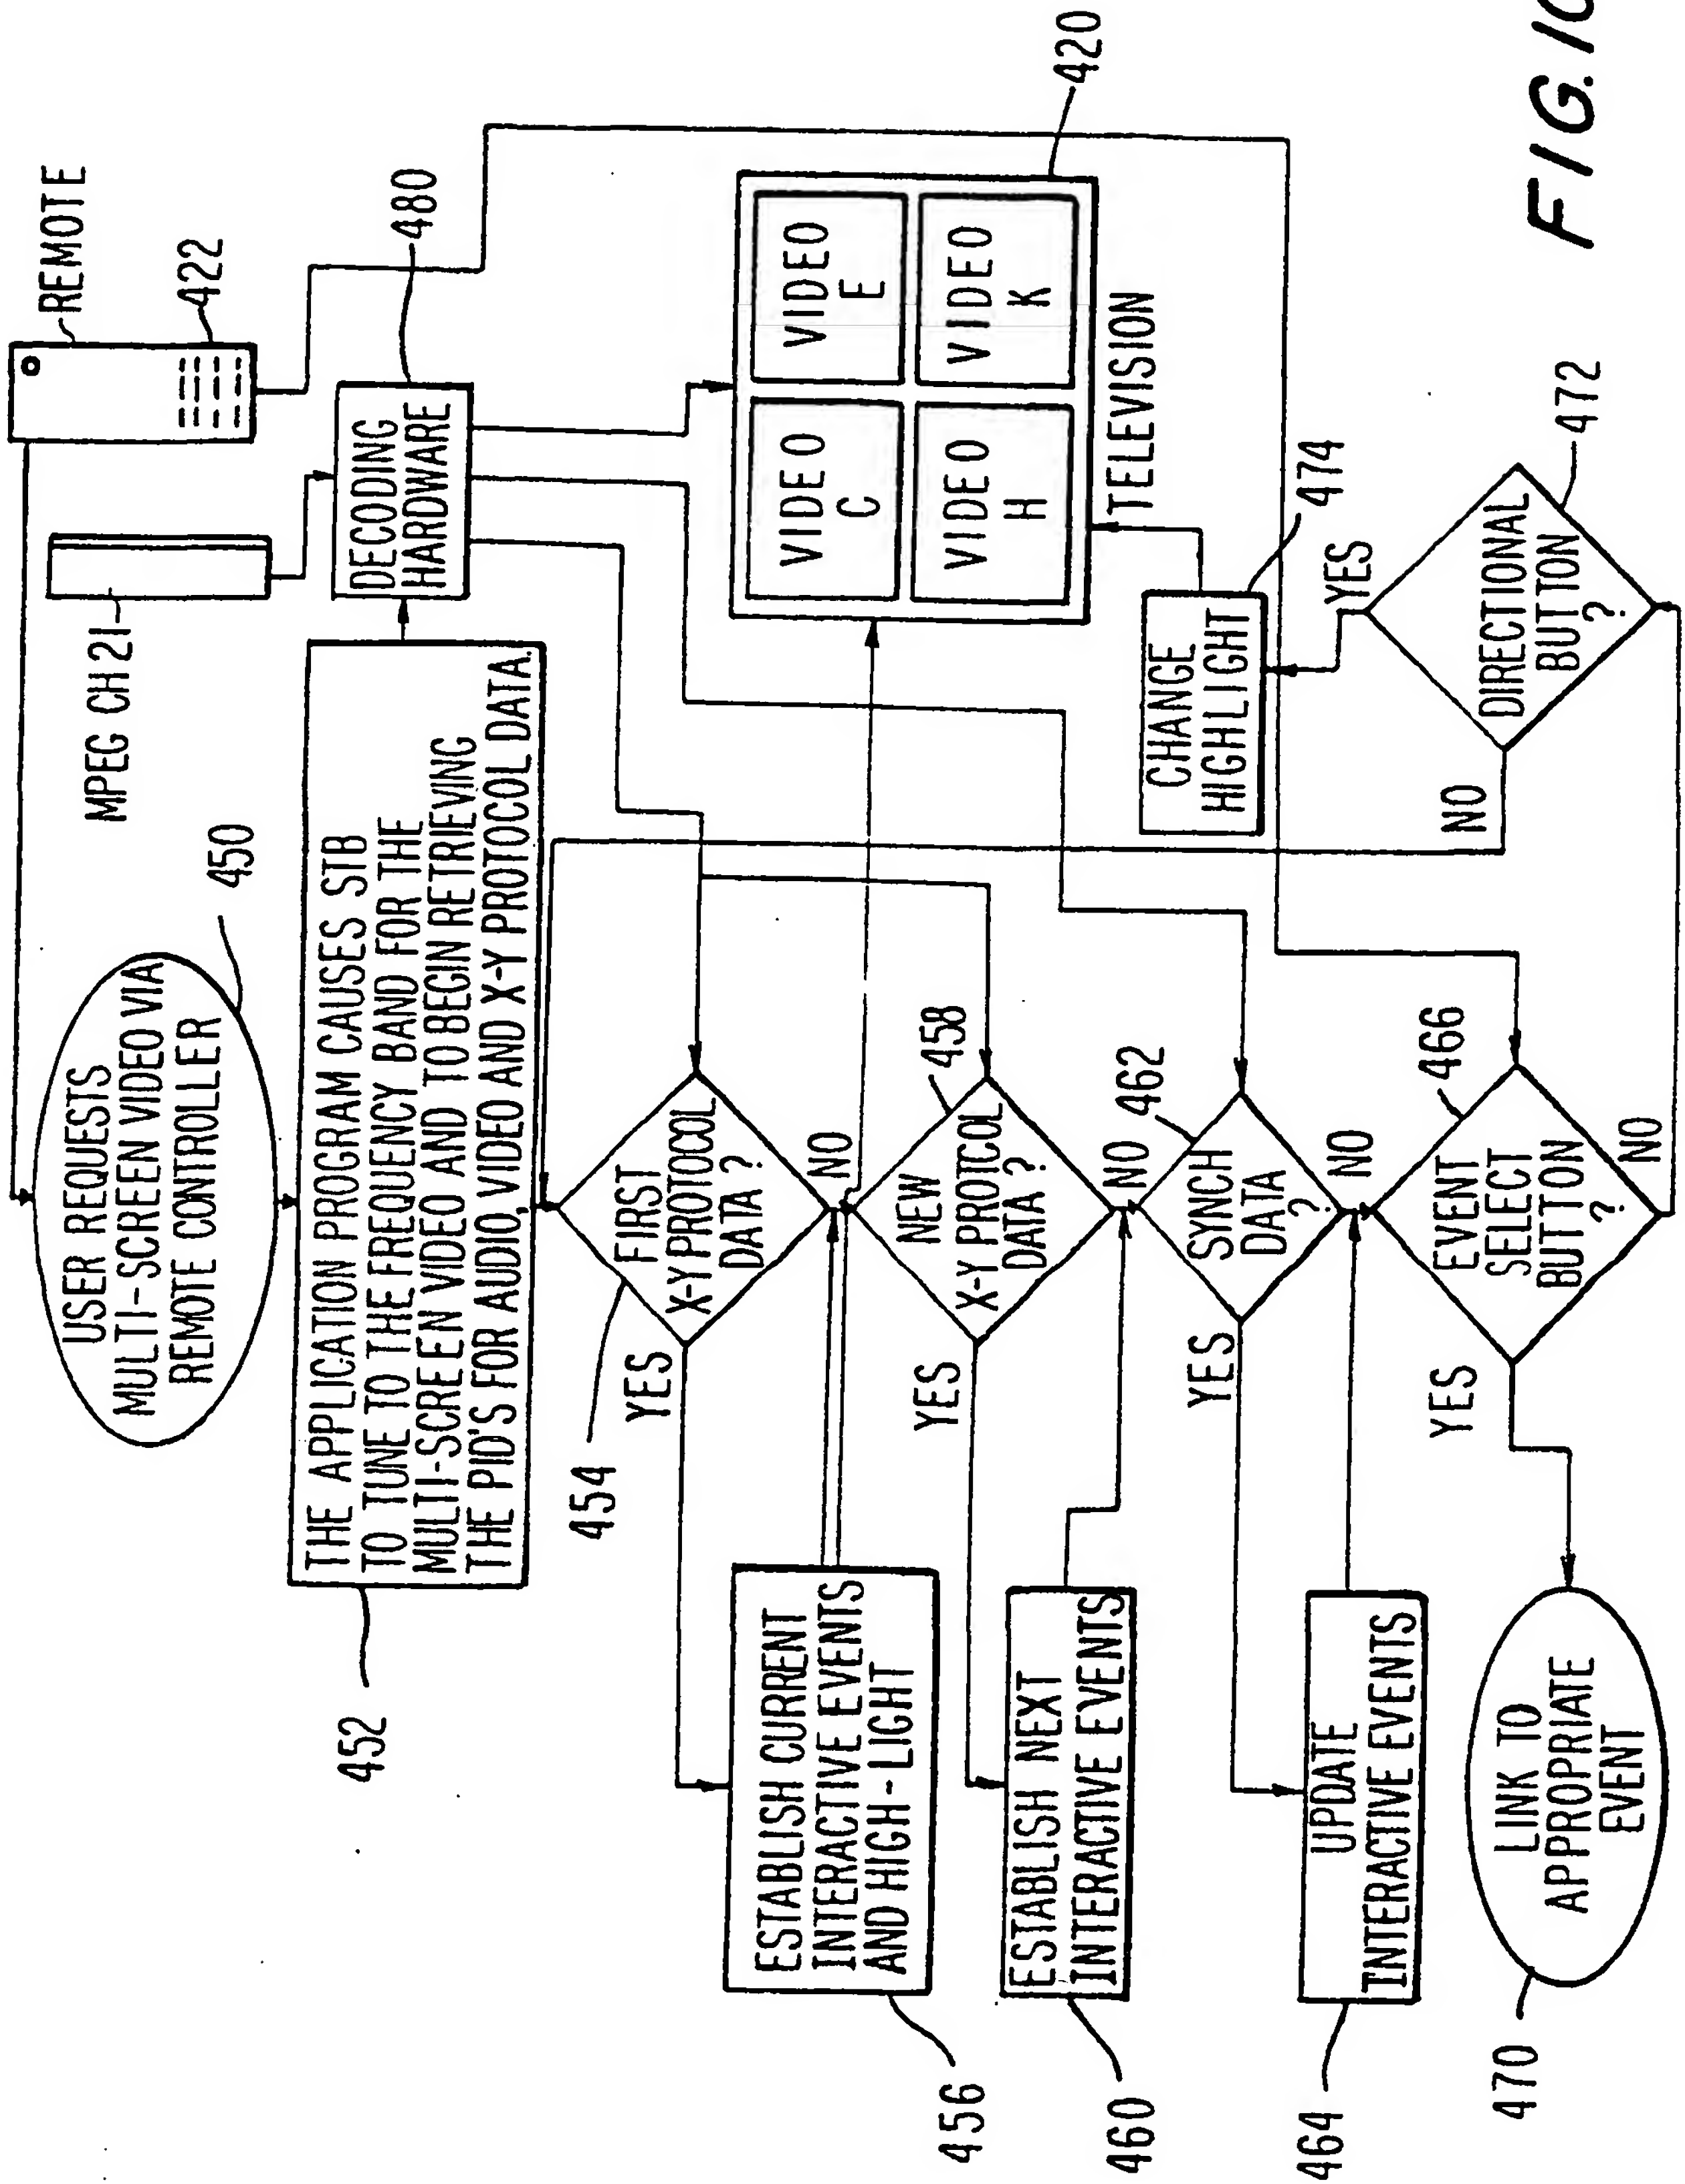 REMOTE
422
MPEG CH 21
480
DECODING
HARDWARE
USER REQUESTS
MULTI-SCREEN VIDEO VIA
REMOTE CONTROLLER
450
THE APPLICATION PROGRAM CAUSES STB
TO TUNE TO THE FREQUENCY BAND FOR THE
MULTI-SCREEN VIDEO AND TO BEGIN RETRIEVING
THE PID'S FOR AUDIO, VIDEO AND X-Y PROTOCOL DATA.
452
VIDEO
C
VIDEO
E
VIDEO
H
VIDEO
K
420
TELEVISION
454
FIRST
X-Y PROTOCOL
DATA ?
YES
NO
ESTABLISH CURRENT
INTERACTIVE EVENTS
AND HIGH-LIGHT
456
458
NEW
X-Y PROTCOL
DATA ?
YES
NO
ESTABLISH NEXT
INTERACTIVE EVENTS
460
462
SYNCH
DATA
?
YES
NO
UPDATE
INTERACTIVE EVENTS
464
CHANGE
HIGHLIGHT
474
466
EVENT
SELECT
BUTTON
?
YES
NO
LINK TO
APPROPRIATE
EVENT
470
DIRECTIONAL
BUTTON
?
472
YES
NO
FIG. 10